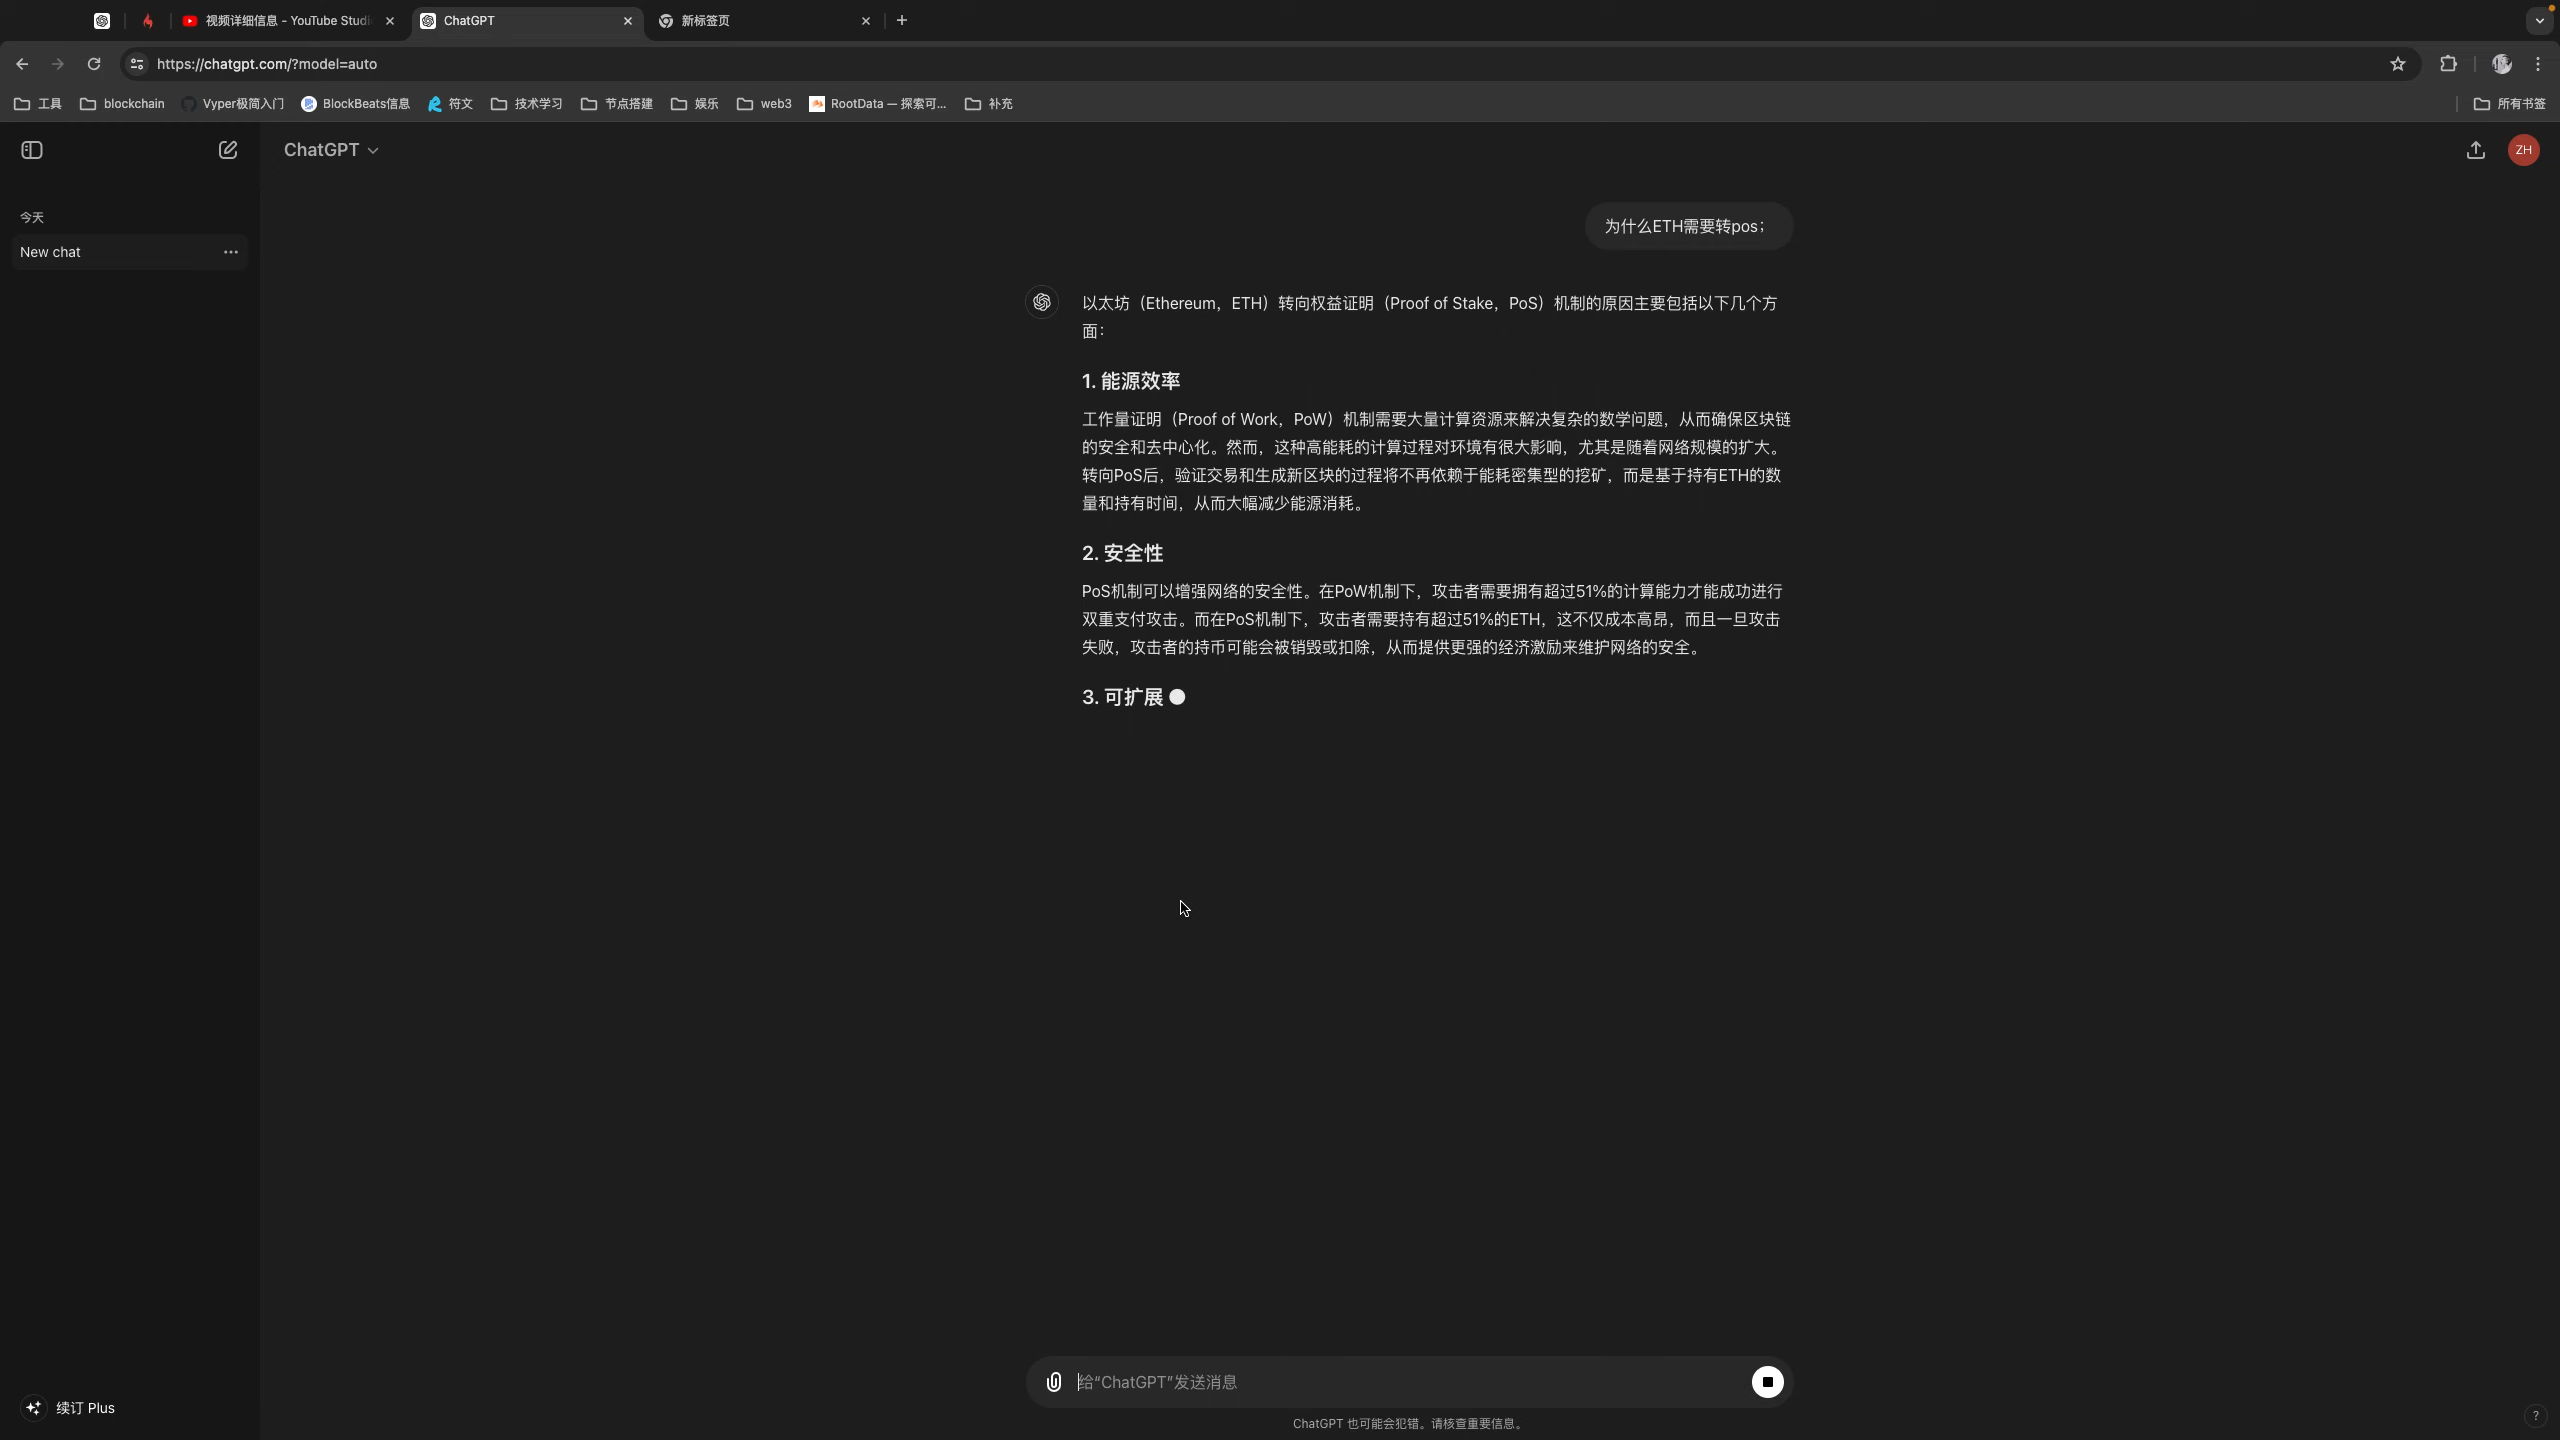 视频详细信息 - YouTube Studi
ChatGPT
新标签页
https://chatgpt.com/?model=auto
工具
blockchain
Vyper极简入门
BlockBeats信息
符文
技术学习
节点搭建
娱乐
web3
RootData — 探索可...
补充
所有书签
ChatGPT
ZH
今天
New chat
为什么ETH需要转pos；
以太坊（Ethereum，ETH）转向权益证明（Proof of Stake，PoS）机制的原因主要包括以下几个方
面：
1. 能源效率
工作量证明（Proof of Work，PoW）机制需要大量计算资源来解决复杂的数学问题，从而确保区块链
的安全和去中心化。然而，这种高能耗的计算过程对环境有很大影响，尤其是随着网络规模的扩大。
转向PoS后，验证交易和生成新区块的过程将不再依赖于能耗密集型的挖矿，而是基于持有ETH的数
量和持有时间，从而大幅减少能源消耗。
2. 安全性
PoS机制可以增强网络的安全性。在PoW机制下，攻击者需要拥有超过51%的计算能力才能成功进行
双重支付攻击。而在PoS机制下，攻击者需要持有超过51%的ETH，这不仅成本高昂，而且一旦攻击
失败，攻击者的持币可能会被销毁或扣除，从而提供更强的经济激励来维护网络的安全。
3. 可扩展
给“ChatGPT”发送消息
续订 Plus
ChatGPT 也可能会犯错。请核查重要信息。
?